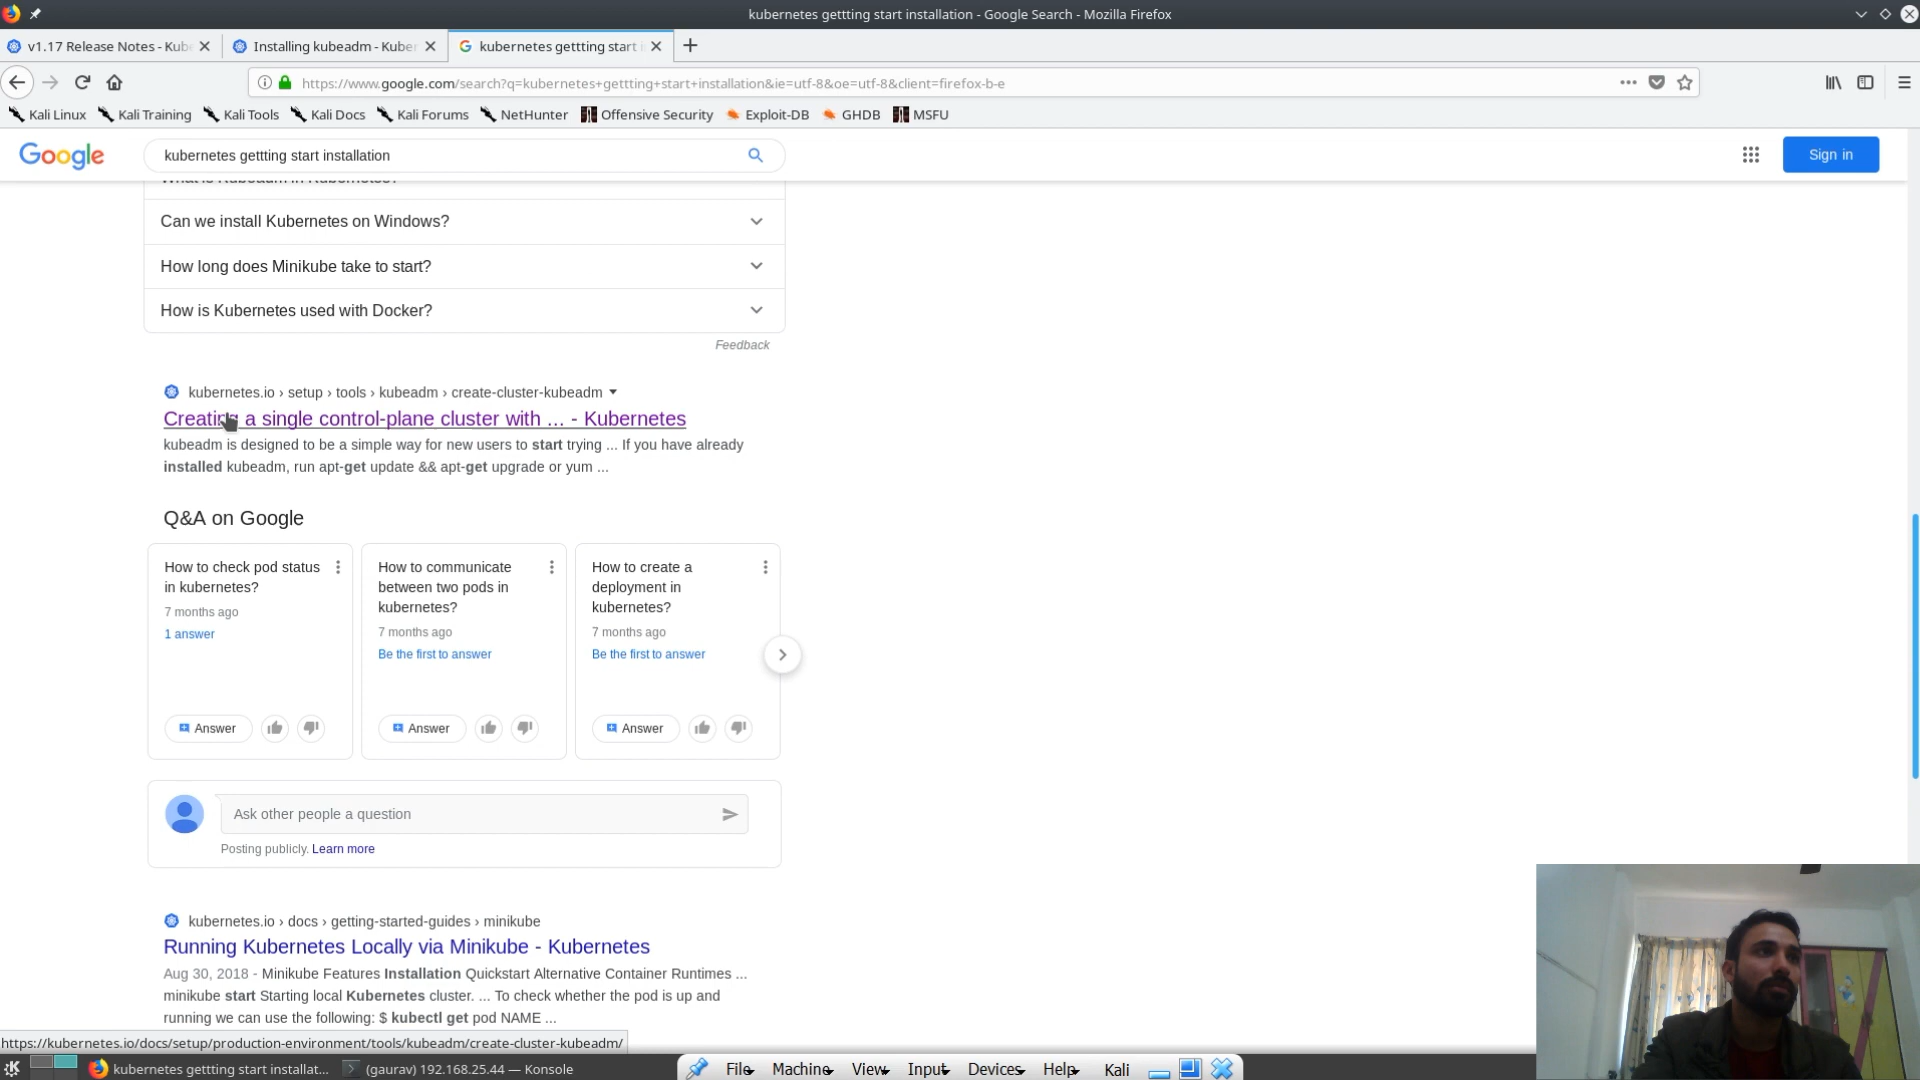 kubernetes gettting start installation - Google Search - Mozilla Firefox
v1.17 Release Notes - Kube
Installing kubeadm - Kuber
kubernetes gettting start i
https://www.google.com/search?q=kubernetes+gettting+start+installation&ie=utf-8&oe=utf-8&client=firefox-b-e
Kali Linux Kali Training Kali Tools Kali Docs Kali Forums NetHunter Offensive Security Exploit-DB GHDB MSFU
Google
kubernetes gettting start installation
Sign in
What is Kubeadm in Kubernetes?
Can we install Kubernetes on Windows?
How long does Minikube take to start?
How is Kubernetes used with Docker?
Feedback
kubernetes.io › setup › tools › kubeadm › create-cluster-kubeadm
Creating a single control-plane cluster with ... - Kubernetes
kubeadm is designed to be a simple way for new users to start trying ... If you have already
installed kubeadm, run apt-get update && apt-get upgrade or yum ...
Q&A on Google
How to check pod status
in kubernetes?
7 months ago
1 answer
Answer
How to communicate
between two pods in
kubernetes?
7 months ago
Be the first to answer
Answer
How to create a
deployment in
kubernetes?
7 months ago
Be the first to answer
Answer
Ask other people a question
Posting publicly. Learn more
kubernetes.io › docs › getting-started-guides › minikube
Running Kubernetes Locally via Minikube - Kubernetes
Aug 30, 2018 - Minikube Features Installation Quickstart Alternative Container Runtimes ...
minikube start Starting local Kubernetes cluster. ... To check whether the pod is up and
running we can use the following: $ kubectl get pod NAME ...
https://kubernetes.io/docs/setup/production-environment/tools/kubeadm/create-cluster-kubeadm/
kubernetes gettting start installat...
(gaurav) 192.168.25.44 — Konsole
File Machine View Input Devices Help Kali